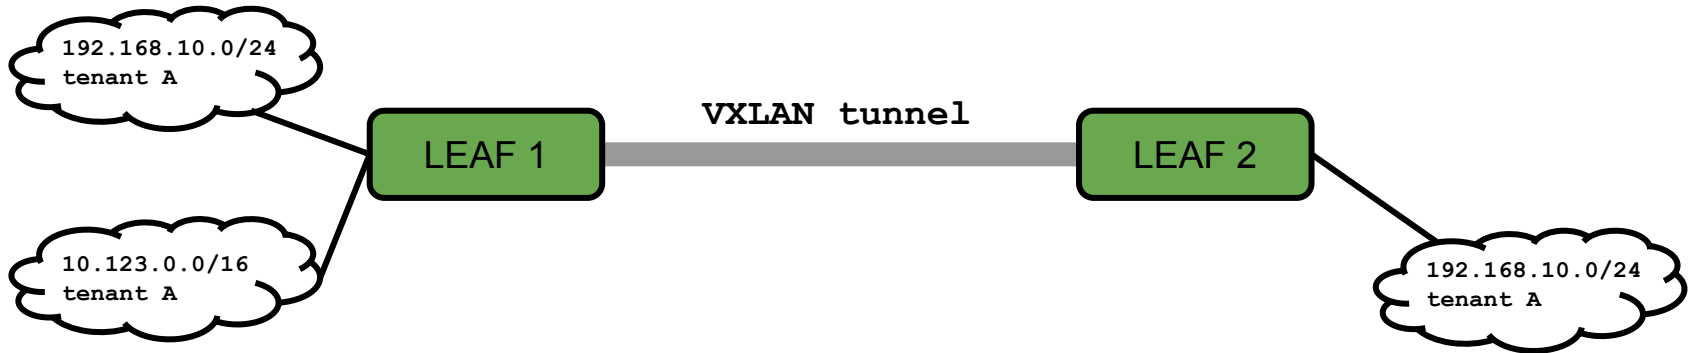 192.168.10.0/24
tenant A
VXLAN tunnel
LEAF 1
LEAF 2
10.123.0.0/16
tenant A
192.168.10.0/24
tenant A